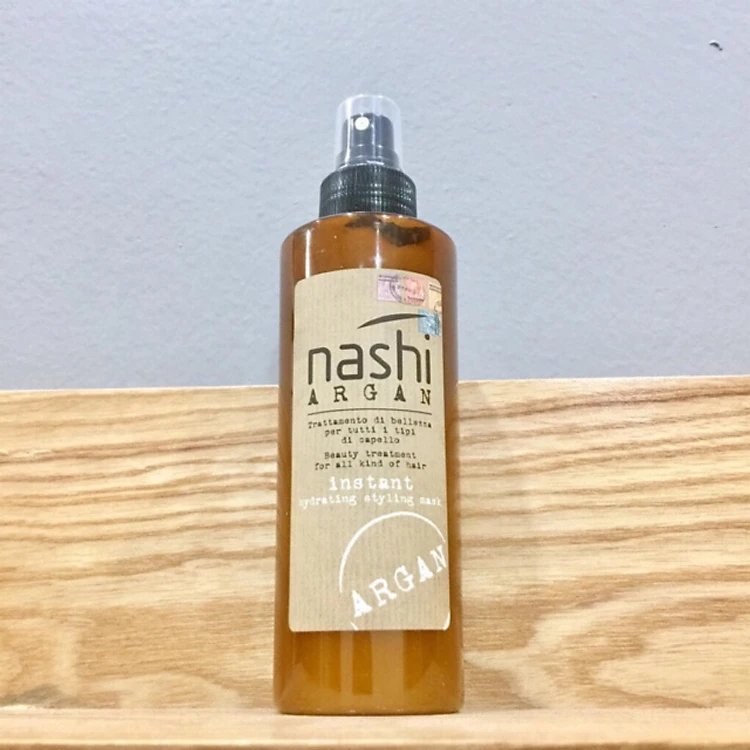 nashi
ARGAN
Trattamento di bellezza
per tutti i tipi
di capello
Beauty treatment
for all kind of hair
instant
hydrating styling mask
ARGAN